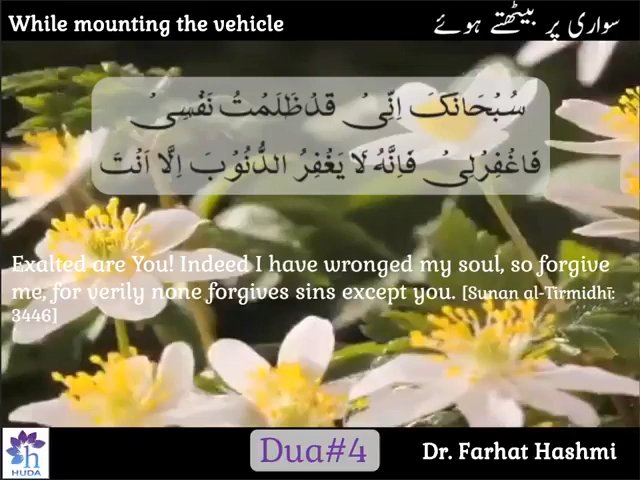 While mounting the vehicle
سواری پر بیٹھتے ہوئے
سُبْحَانَکَ اِنِّیْ قَدْ ظَلَمْتُ نَفْسِیْ
فَاغْفِرْلِیْ فَاِنَّهُ لَا یَغْفِرُ الذُّنُوْبَ اِلَّا اَنْتَ
Exalted are You! Indeed I have wronged my soul, so forgive
me, for verily none forgives sins except you. [Sunan al-Tirmidhī:
3446]
h
HUDA
Dua#4
Dr. Farhat Hashmi